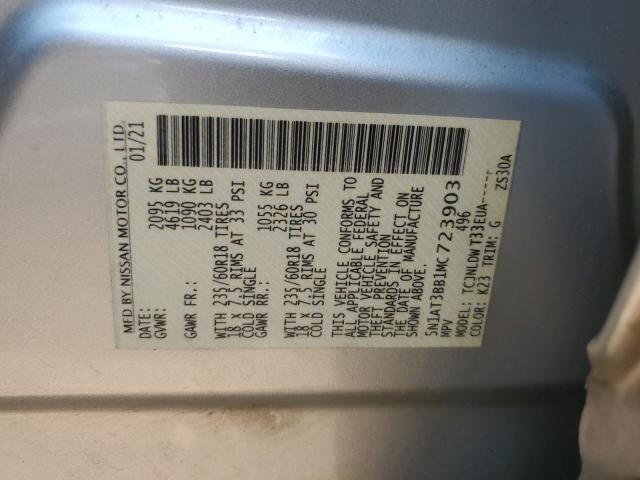 MFD BY NISSAN MOTOR CO., LTD
DATE: 01/21
GVWR: 2095 KG
4619 LB
GAWR FR.: 1090 KG
2403 LB
WITH 235/60R18 TIRES
18 x 7.5 RIMS AT 33 PSI
COLD SINGLE
GAWR RR.: 1055 KG
2326 LB
WITH 235/60R18 TIRES
18 x 7.5 RIMS AT 30 PSI
COLD SINGLE
THIS VEHICLE CONFORMS TO
ALL APPLICABLE FEDERAL
MOTOR VEHICLE SAFETY AND
THEFT PREVENTION
STANDARDS IN EFFECT ON
THE DATE OF MANUFACTURE
SHOWN ABOVE.
5N1AT3BB1MC723903
MPV 496
MODEL: TCJNLDWT33EUA-----
COLOR: K23 TRIM: G ZS30A